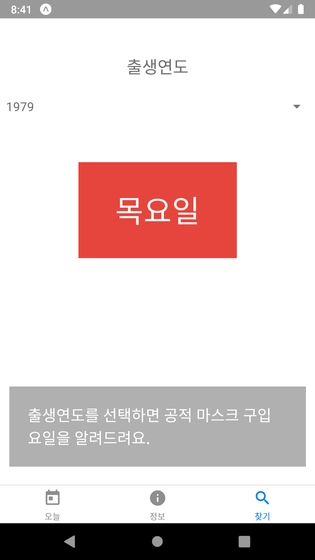 8:41
출생연도
1979
목요일
출생연도를 선택하면 공적 마스크 구입
요일을 알려드려요.
오늘
정보
찾기